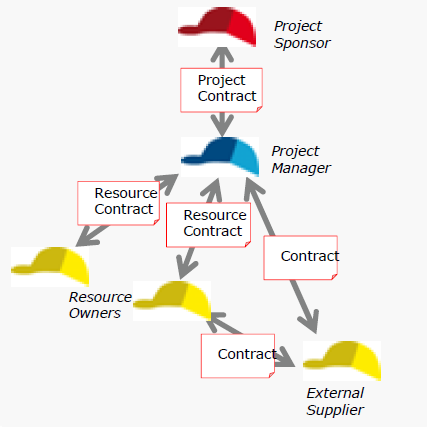 Project
Sponsor
Project
Contract
Project
Manager
Resource
Contract
Resource
Contract
Contract
Resource
Owners
Contract
External
Supplier